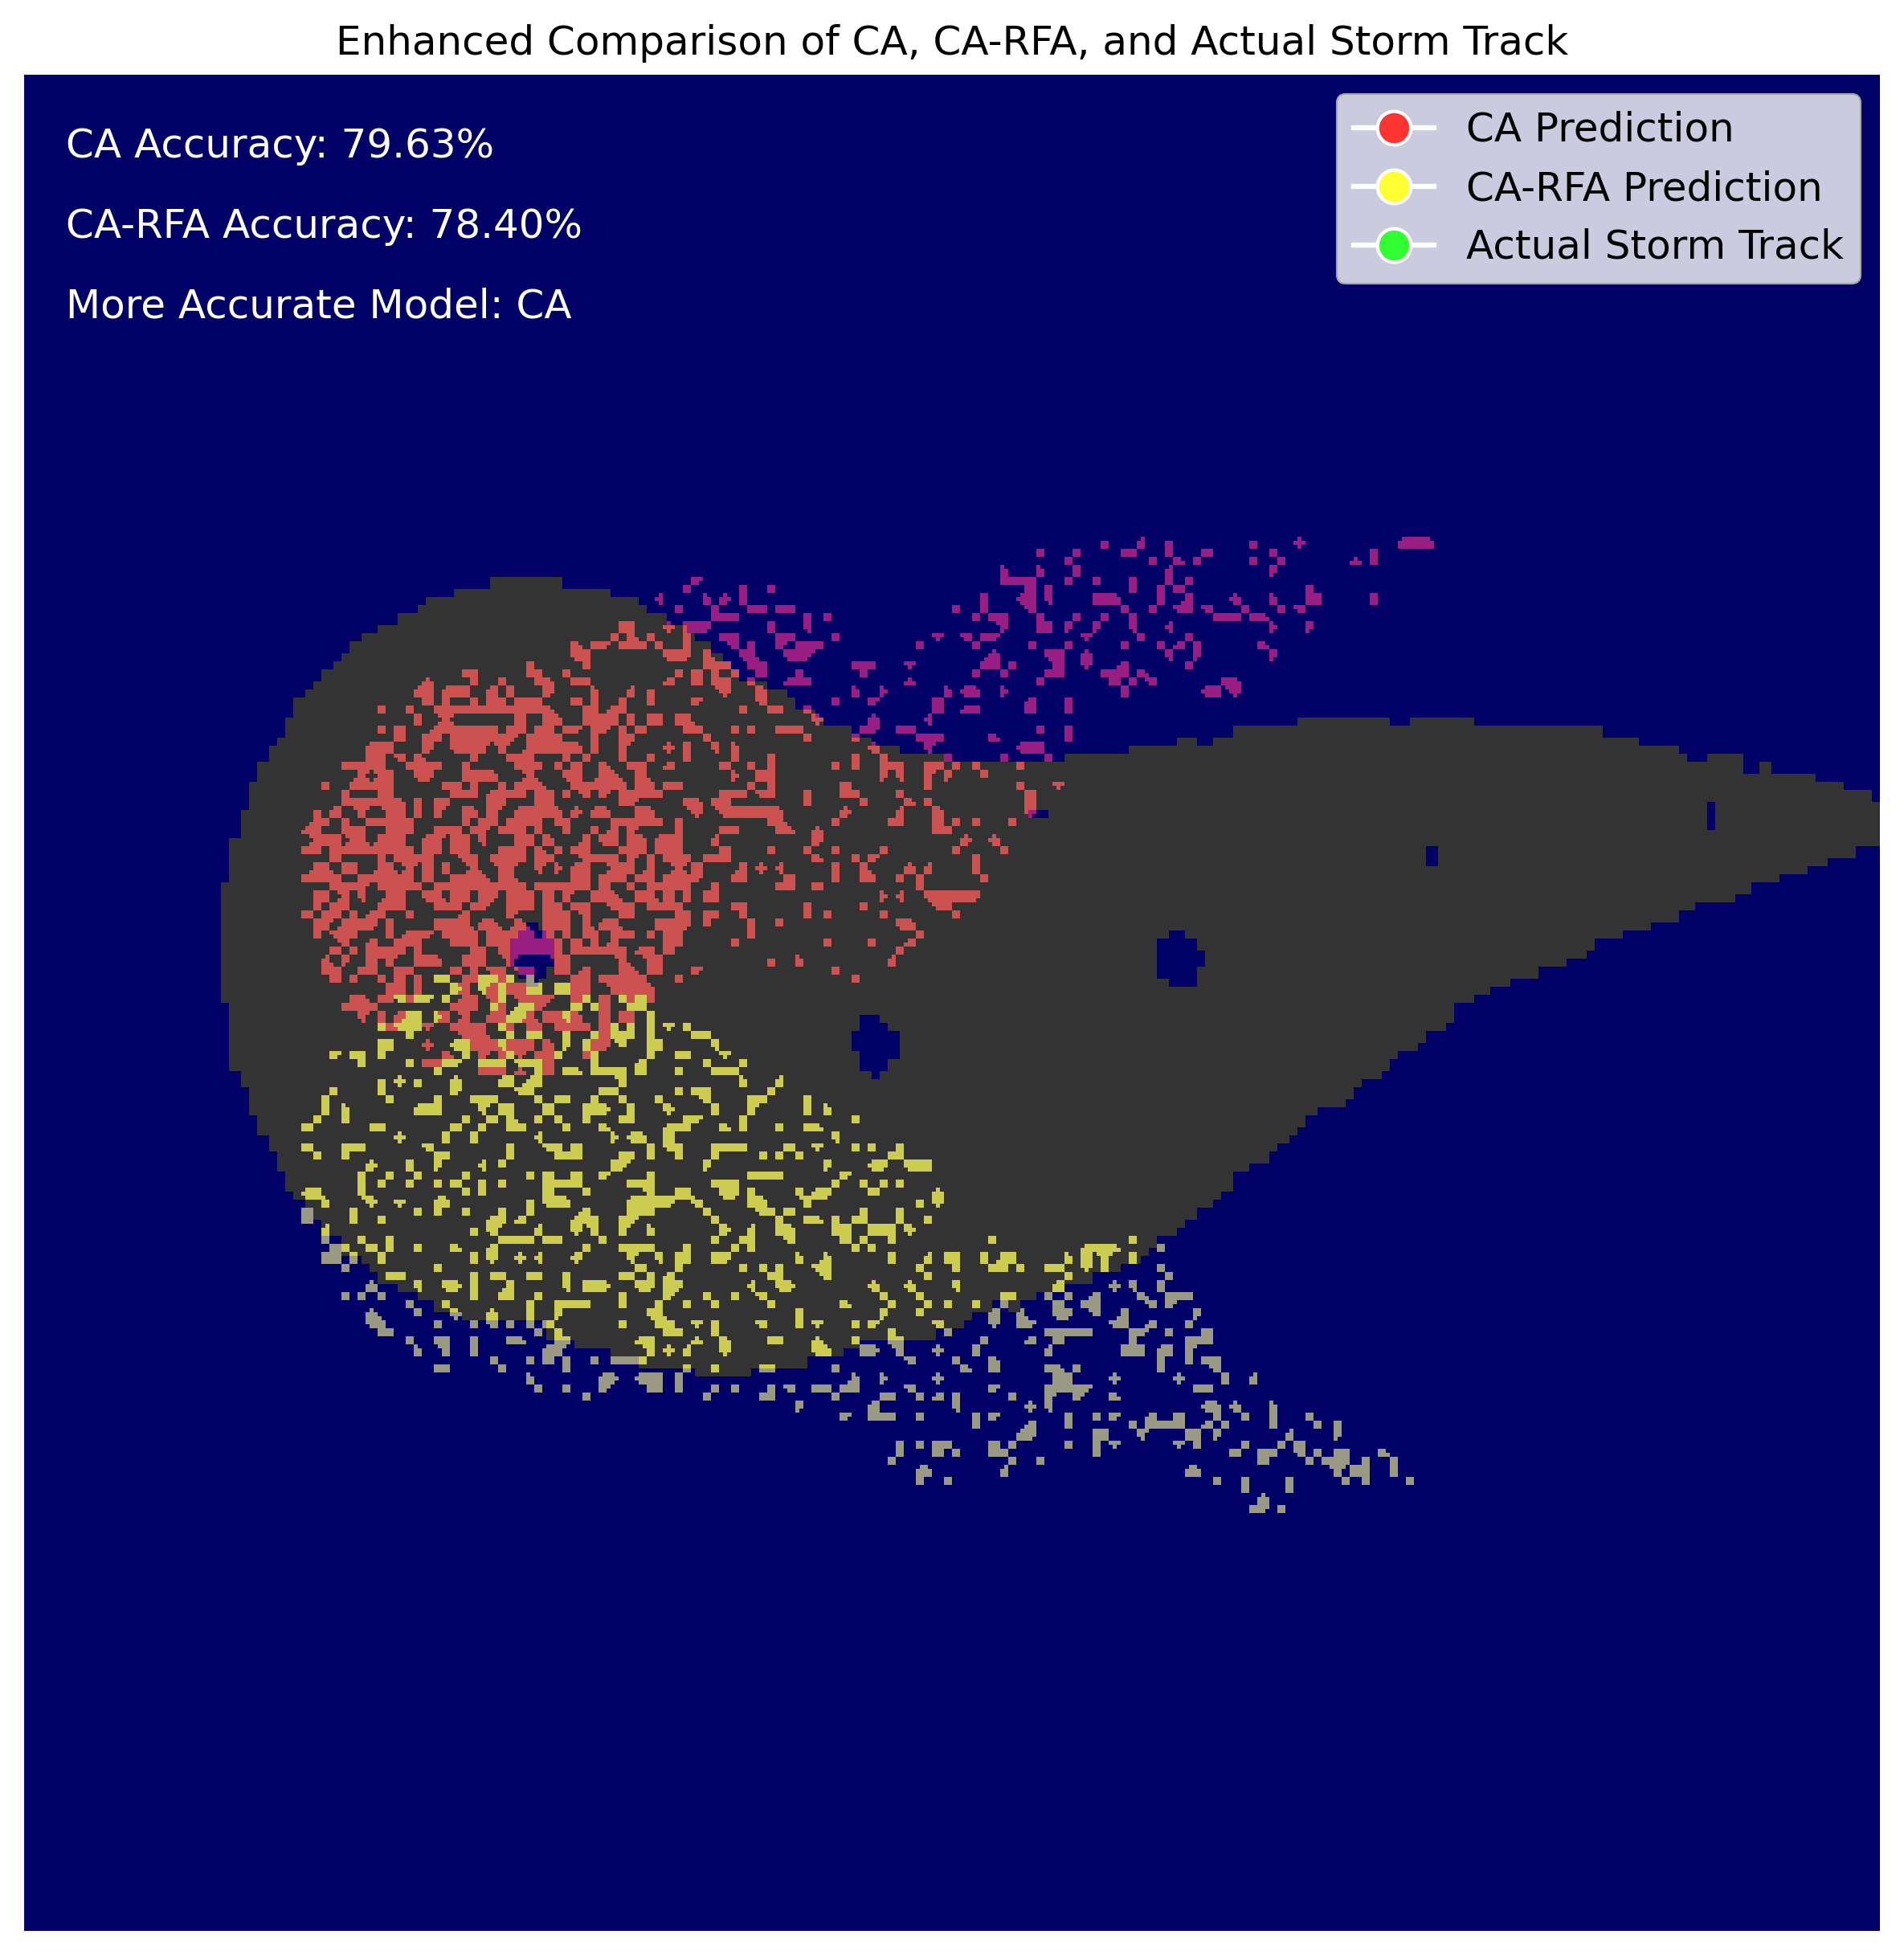 Enhanced Comparison of CA, CA-RFA, and Actual Storm Track
CA Accuracy: 79.63%
CA-RFA Accuracy: 78.40%
More Accurate Model: CA
CA Prediction
CA-RFA Prediction
Actual Storm Track